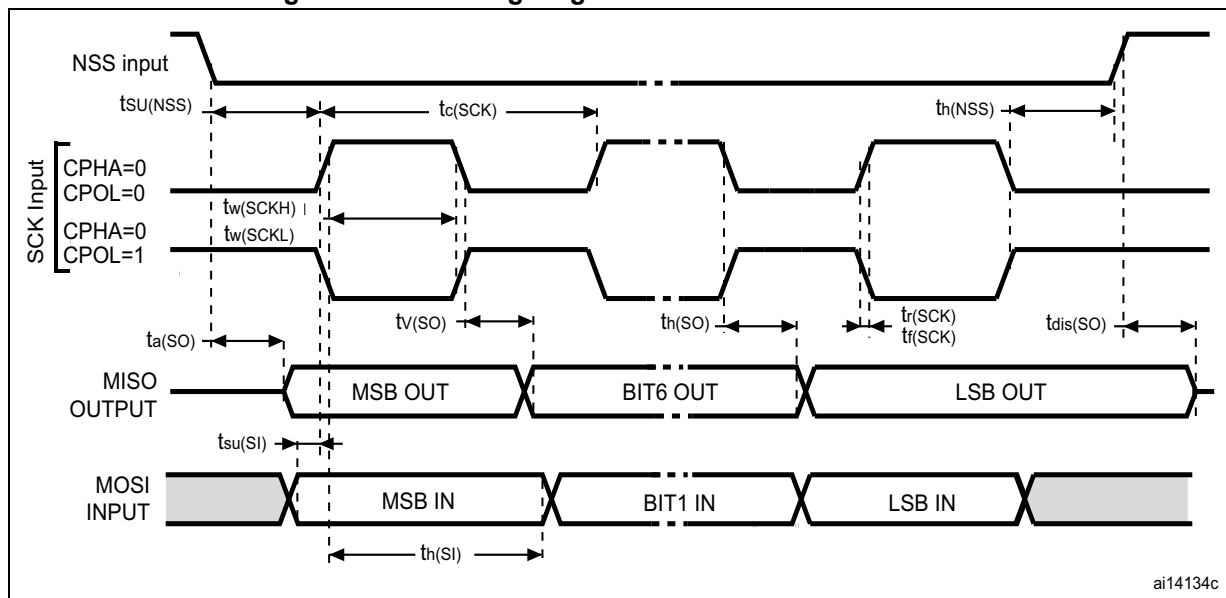 NSS input
tSU(NSS)
tc(SCK)
th(NSS)
SCK Input
CPHA=0
CPOL=0
tw(SCKH)
CPHA=0
CPOL=1
tw(SCKL)
tV(SO)
th(SO)
tr(SCK)
tf(SCK)
tdis(SO)
ta(SO)
MISO
OUTPUT
MSB OUT
BIT6 OUT
LSB OUT
tsu(SI)
MOSI
INPUT
MSB IN
BIT1 IN
LSB IN
th(SI)
ai14134c